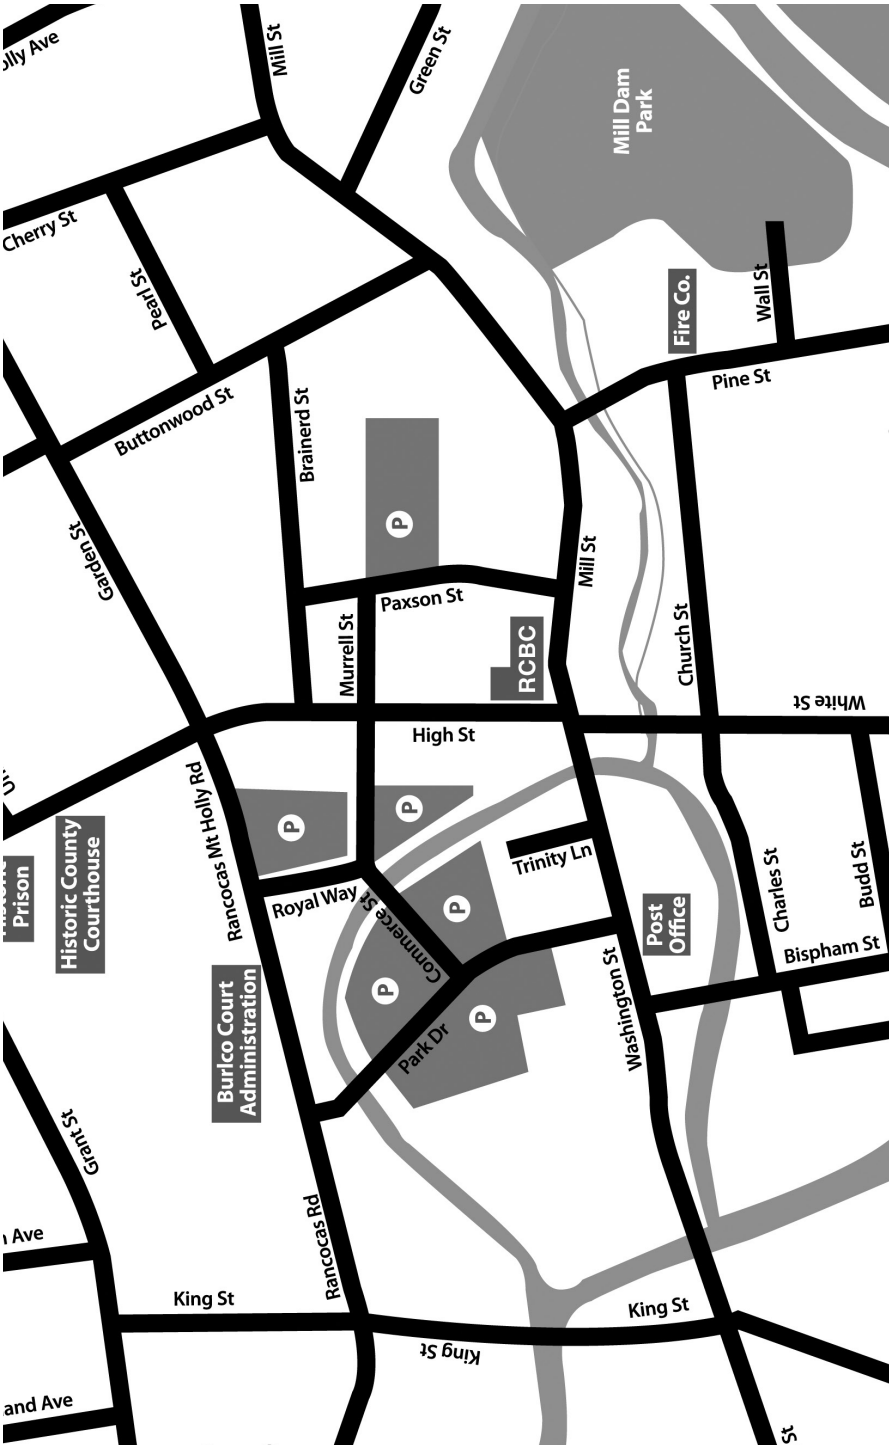 Mill St
Green St
Mill Dam
Park
Cherry St
Pearl St
Wall St
Fire Co.
Pine St
Buttonwood St
Brainerd St
P
Garden St
Mill St
Paxson St
Murrell St
RCBC
Church St
White St
High St
Rancocas Mt Holly Rd
P
P
Historic County
Courthouse
Prison
Trinity Ln
Royal Way
Commerce St
P
Post
Office
Charles St
Budd St
Bispham St
P
P
Park Dr
Washington St
Burlco Court
Administration
Grant St
Ave
Rancocas Rd
King St
King St
King St
Ave
St